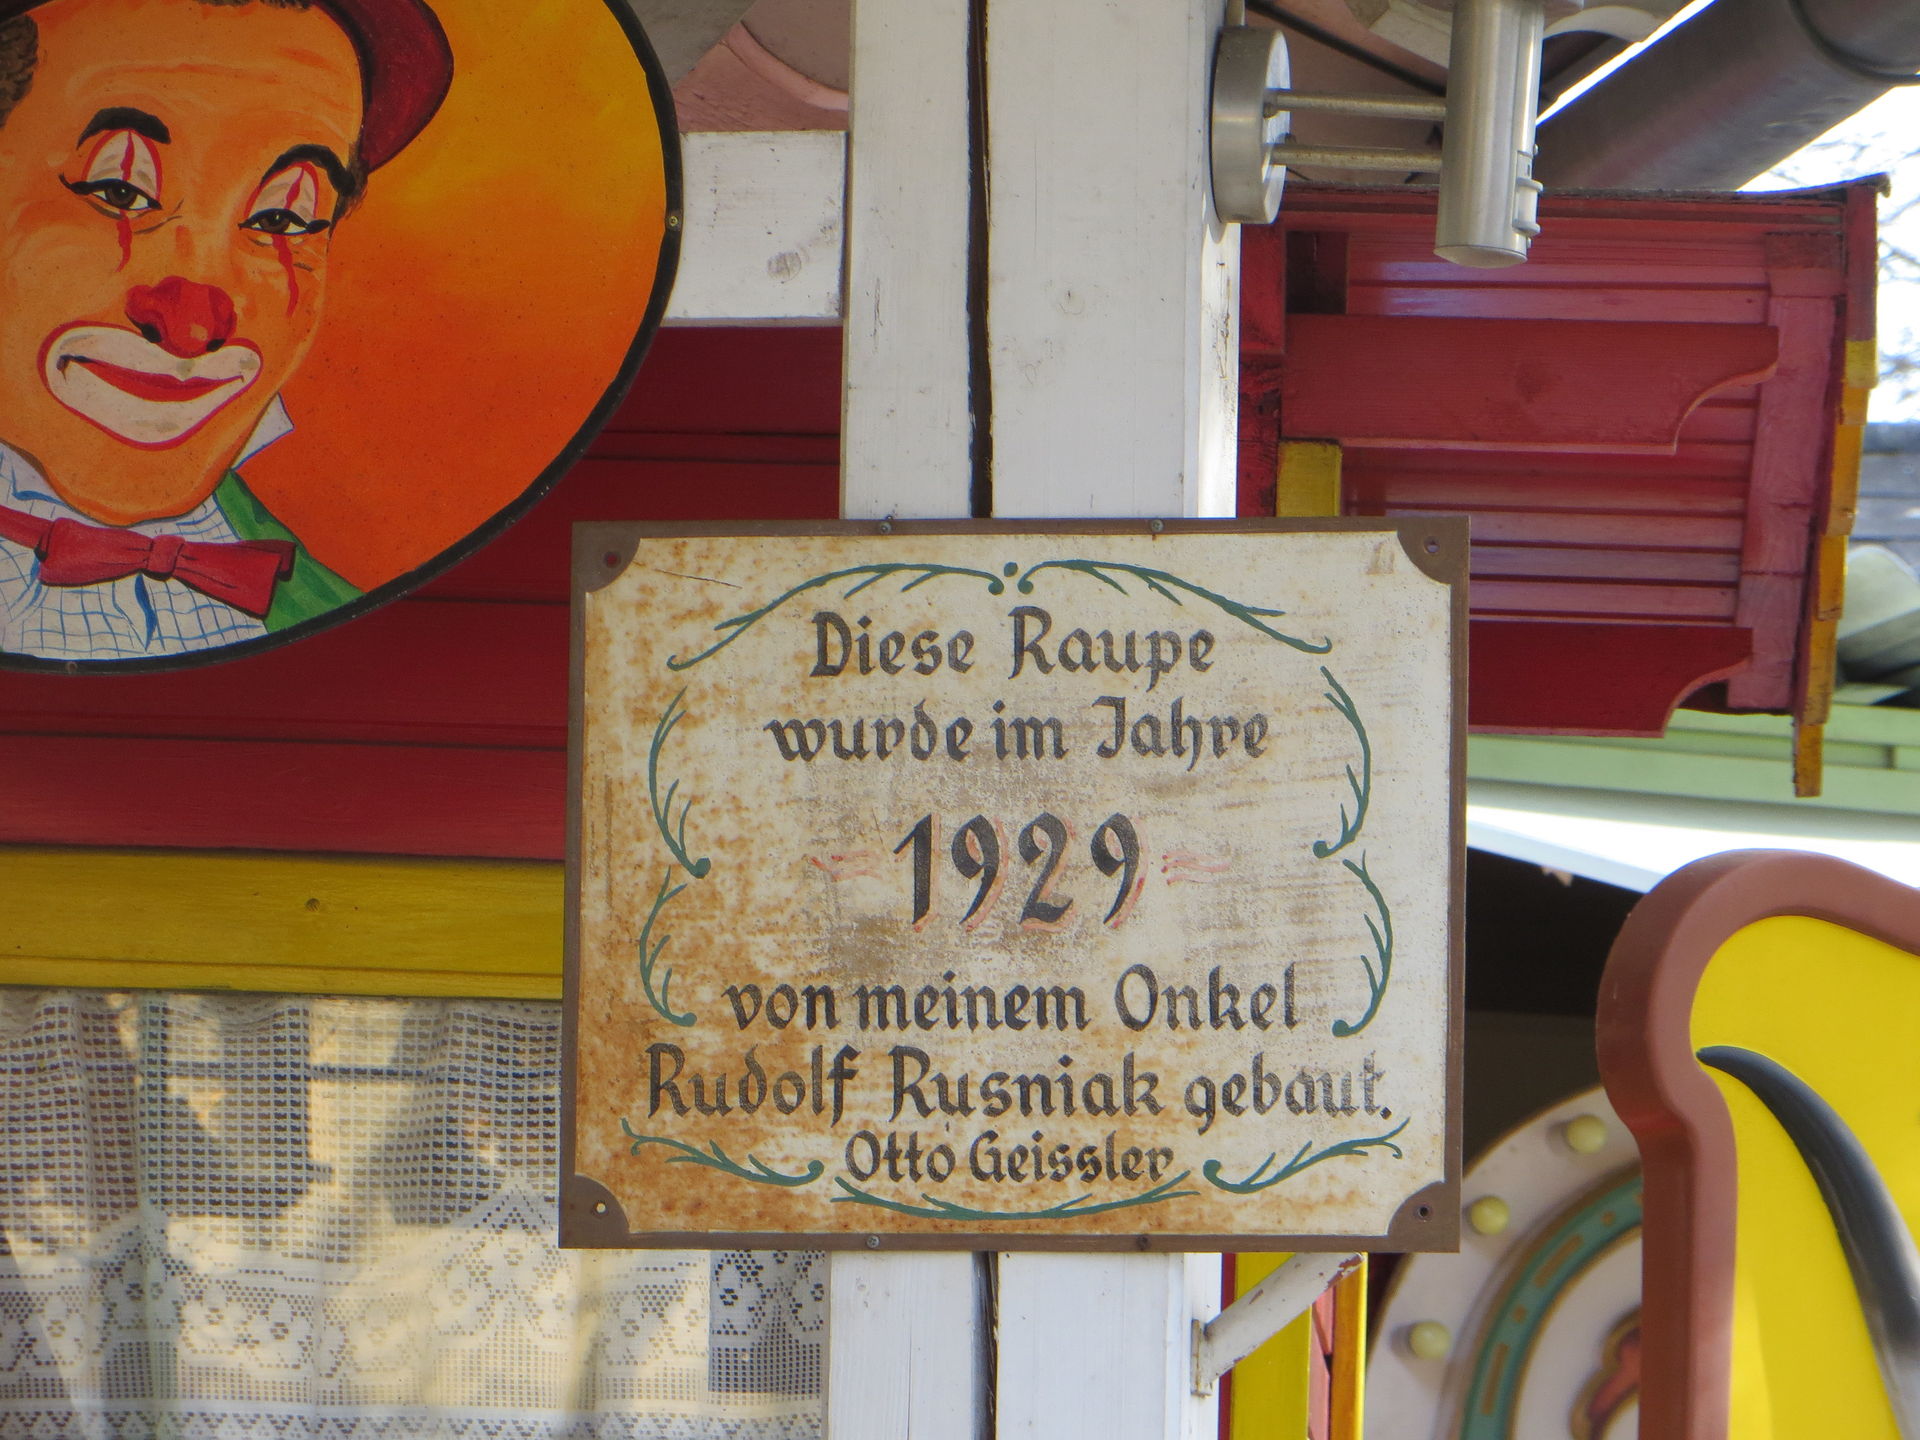 Diese Raupe
wurde im Jahre
1929
von meinem Onkel
Rudolf Rusniak gebaut.
Otto Geissler